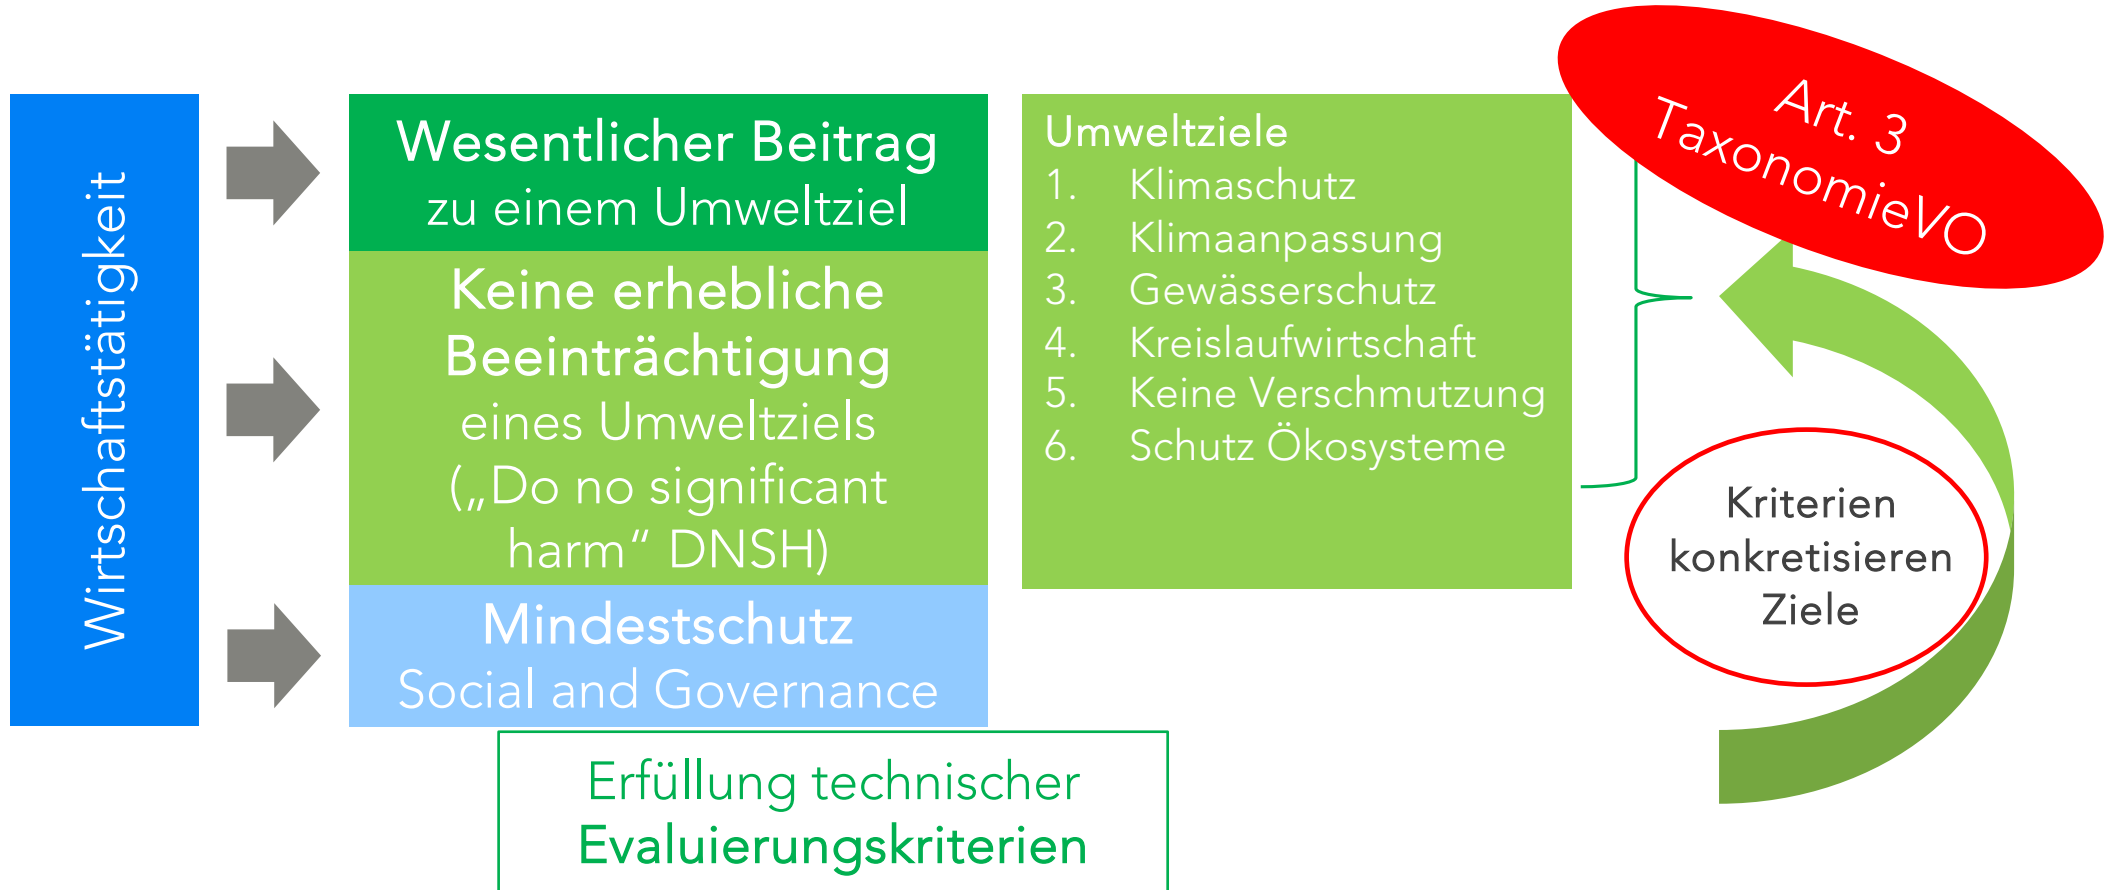 Wirtschaftstätigkeit
Wesentlicher Beitrag
zu einem Umweltziel
Keine erhebliche
Beeinträchtigung
eines Umweltziels
(„Do no significant
harm“ DNSH)
Mindestschutz
Social and Governance
Erfüllung technischer
Evaluierungskriterien
Umweltziele
1. Klimaschutz
2. Klimaanpassung
3. Gewässerschutz
4. Kreislaufwirtschaft
5. Keine Verschmutzung
6. Schutz Ökosysteme
Art. 3
TaxonomieVO
Kriterien
konkretisieren
Ziele